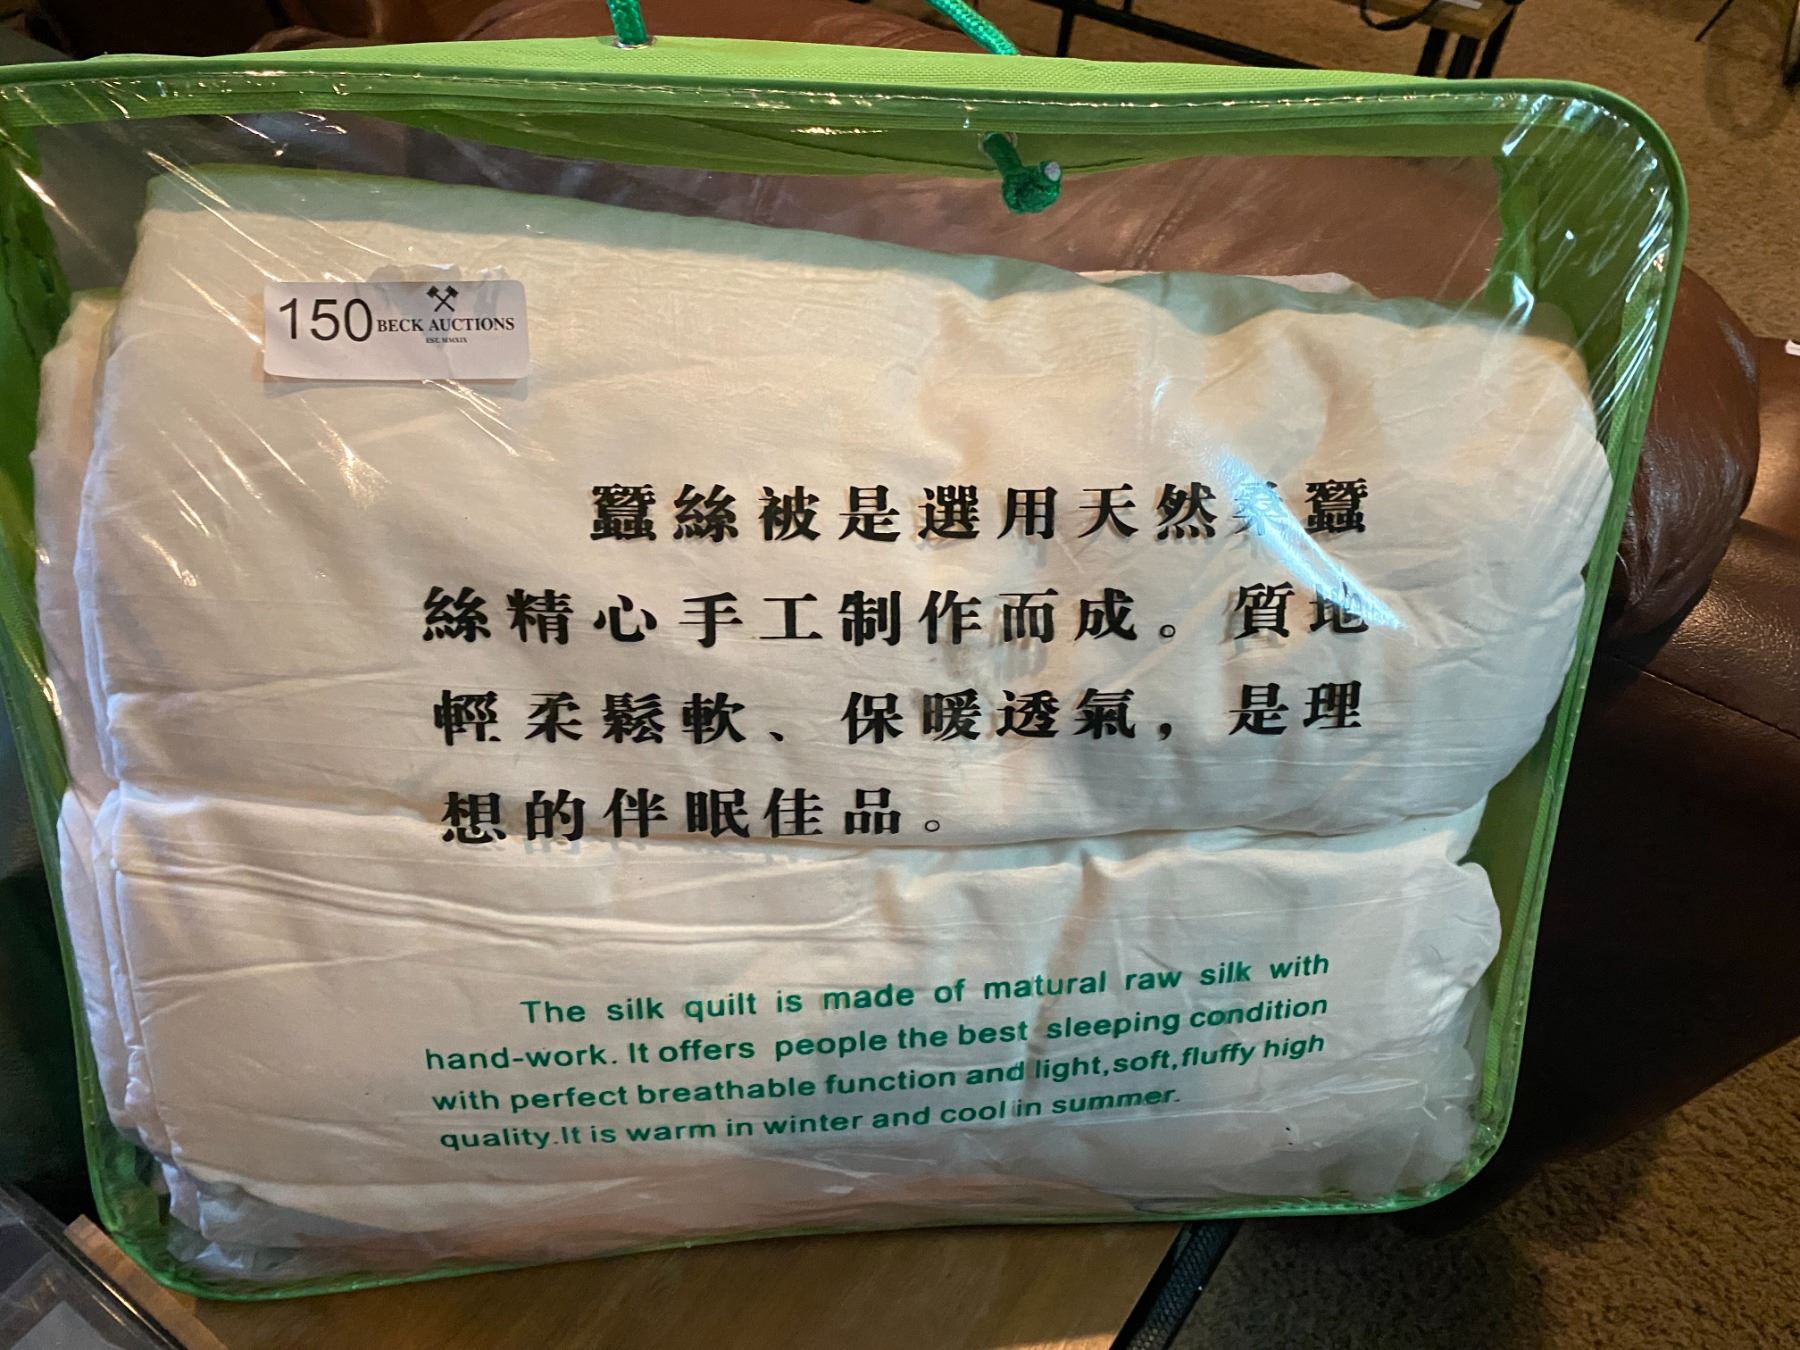 150
BECK AUCTIONS
EST. MMXIX
蠶絲被是選用天然桑蠶
絲精心手工制作而成。質地
輕柔鬆軟、保暖透氣，是理
想的伴眠佳品。
The silk quilt is made of matural raw silk with
hand-work. It offers people the best sleeping condition
with perfect breathable function and light,soft,fluffy high
quality.It is warm in winter and cool in summer.